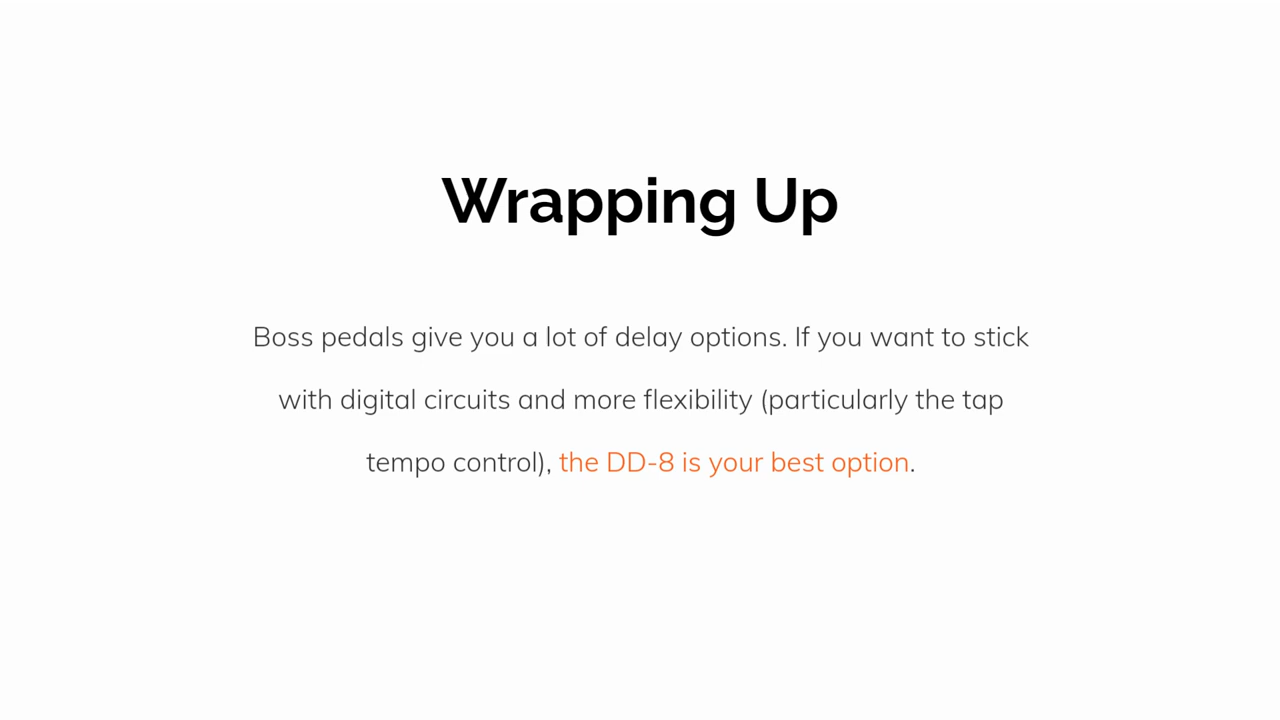 Wrapping Up
Boss pedals give you a lot of delay options. If you want to stick
with digital circuits and more flexibility (particularly the tap
tempo control), the DD-8 is your best option.